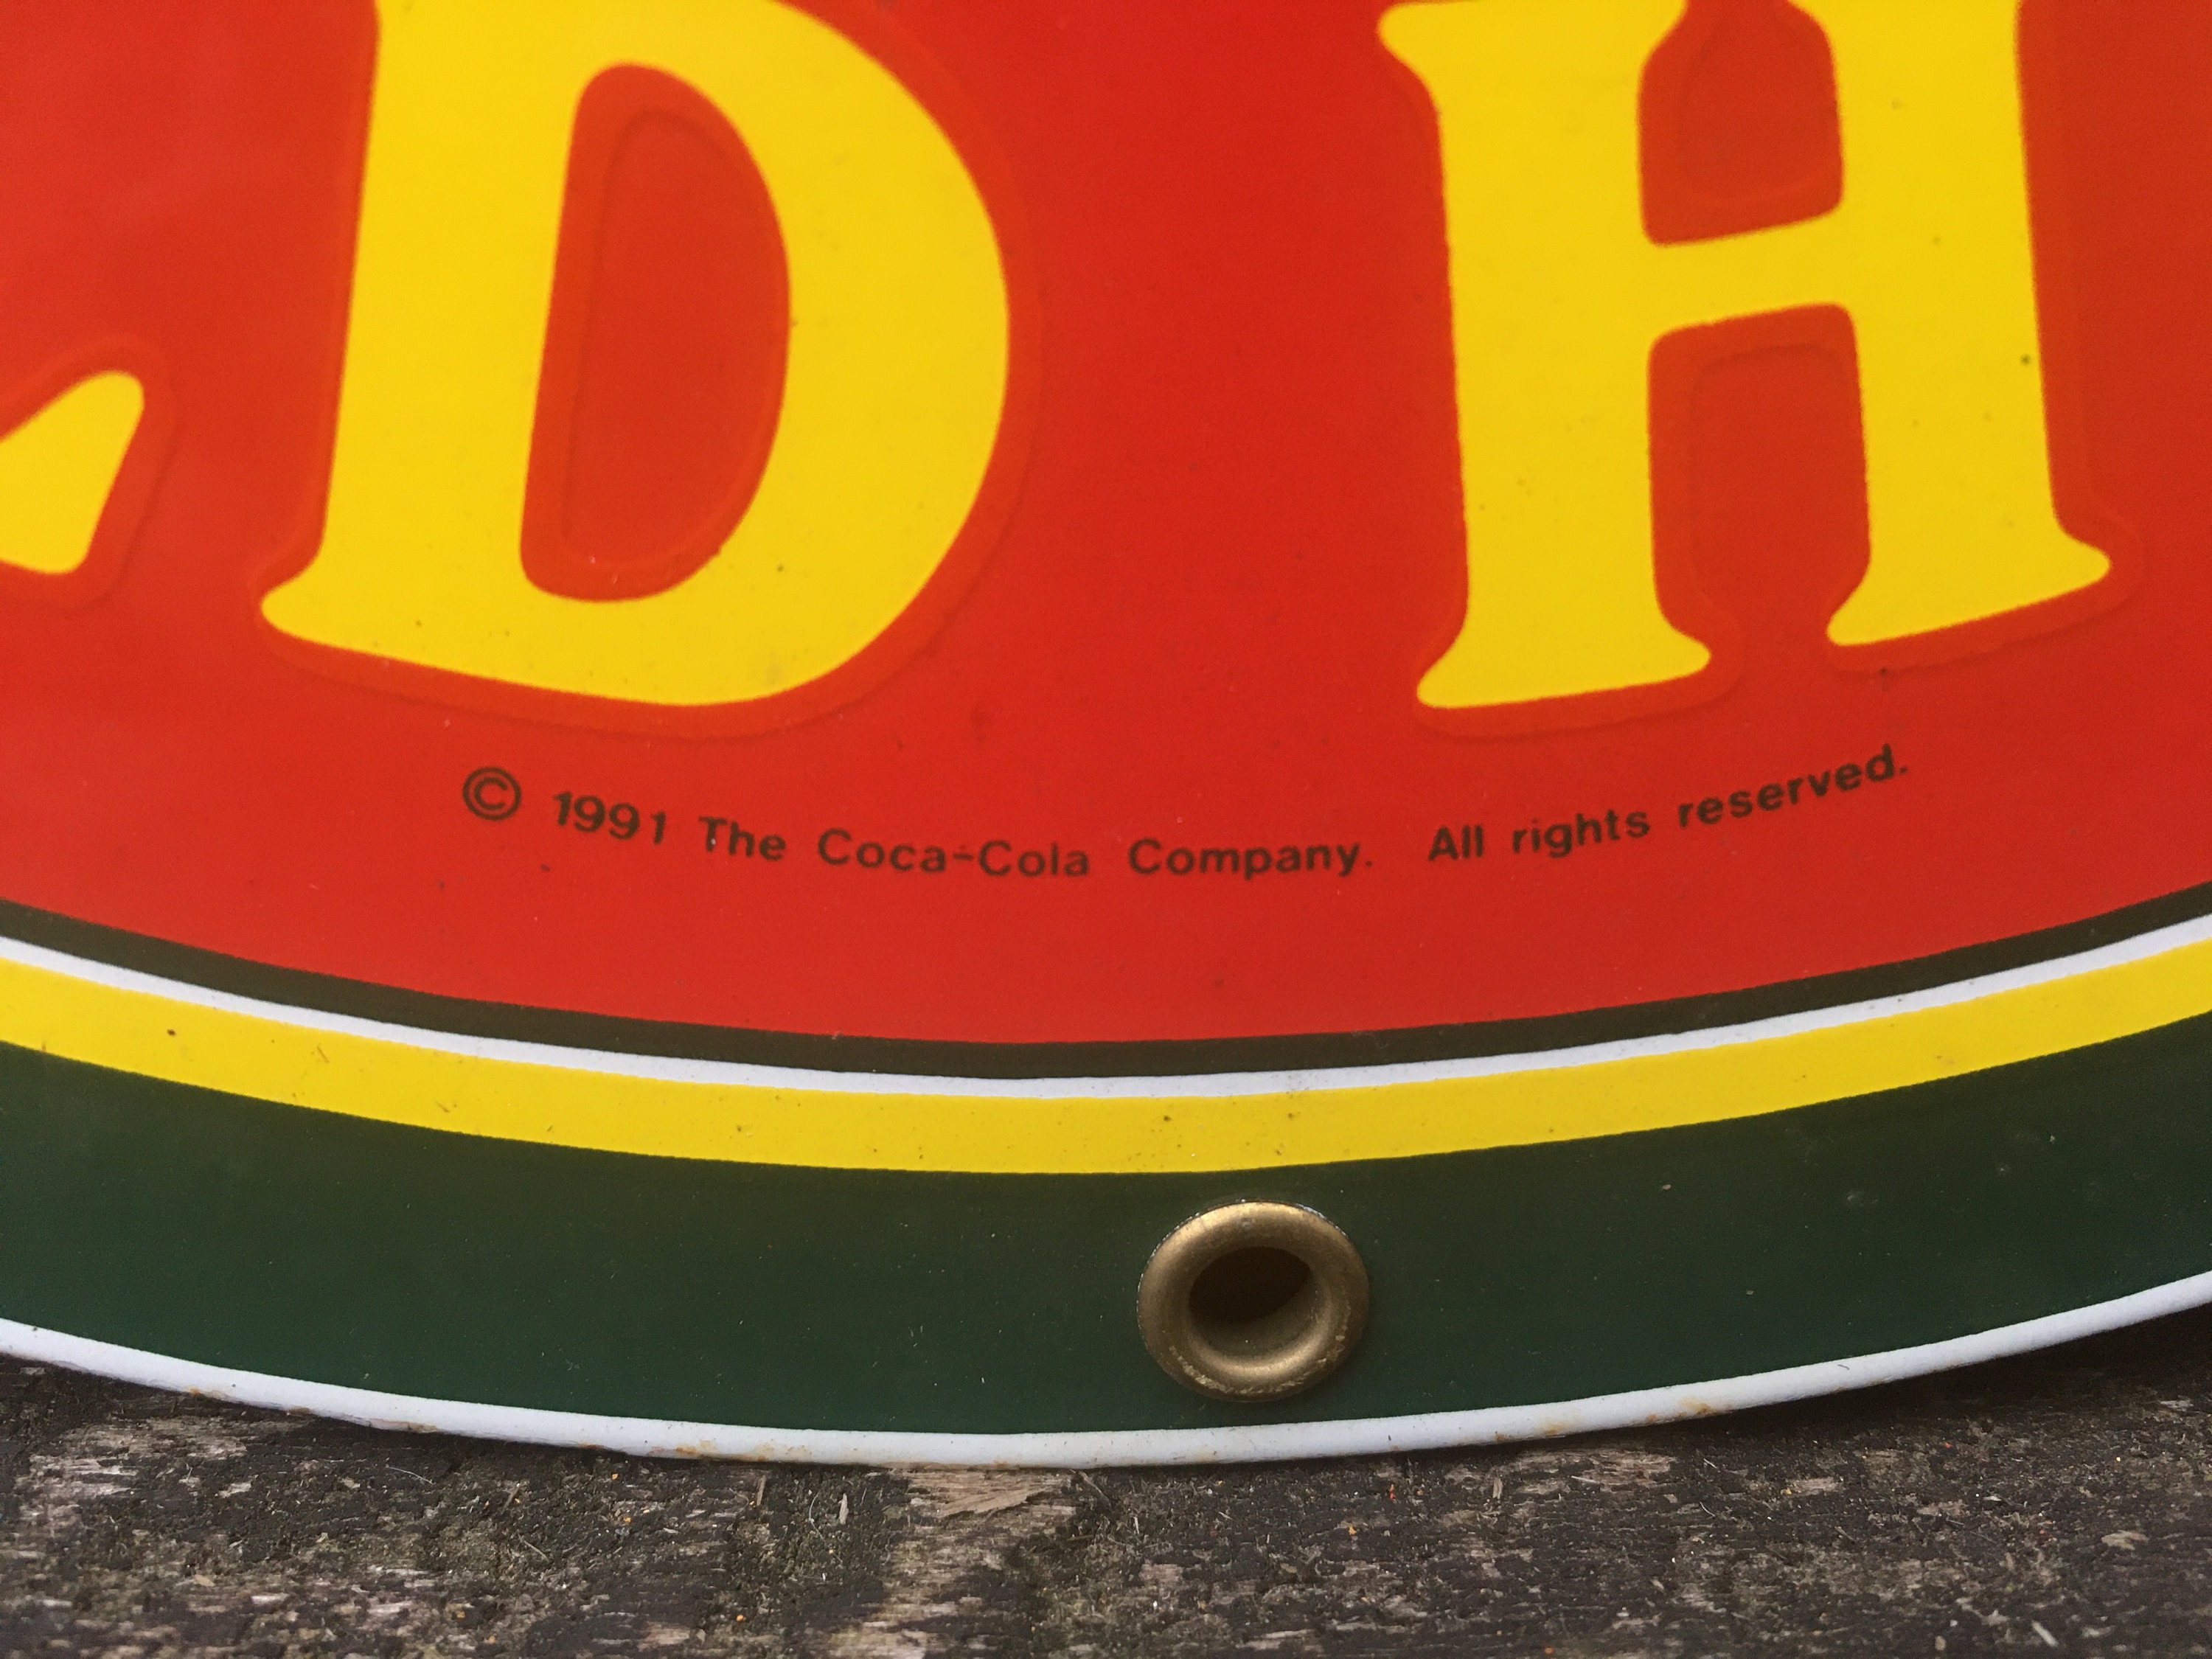 D H
© 1991 The Coca-Cola Company. All rights reserved.